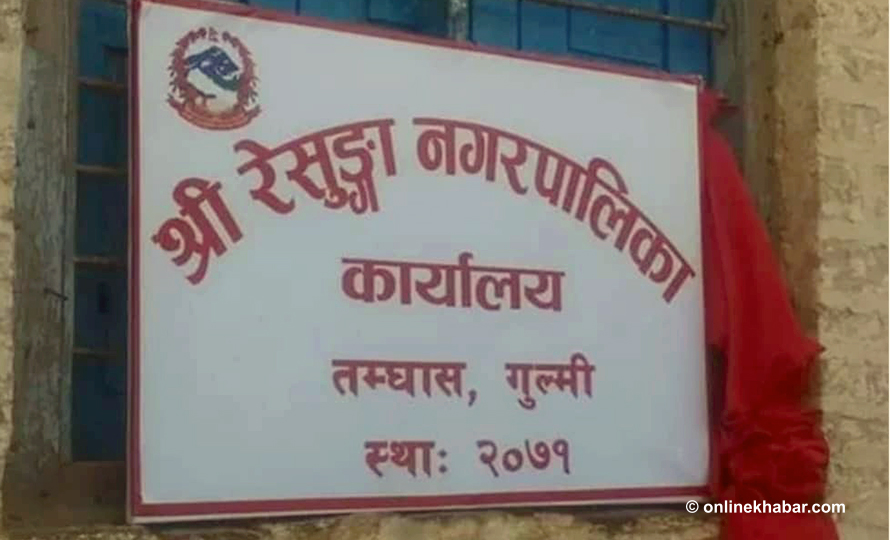 श्री रेसुङ्गा नगरपालिका
कार्यालय
तम्घास, गुल्मी
स्थाः २०७१
© onlinekhabar.com